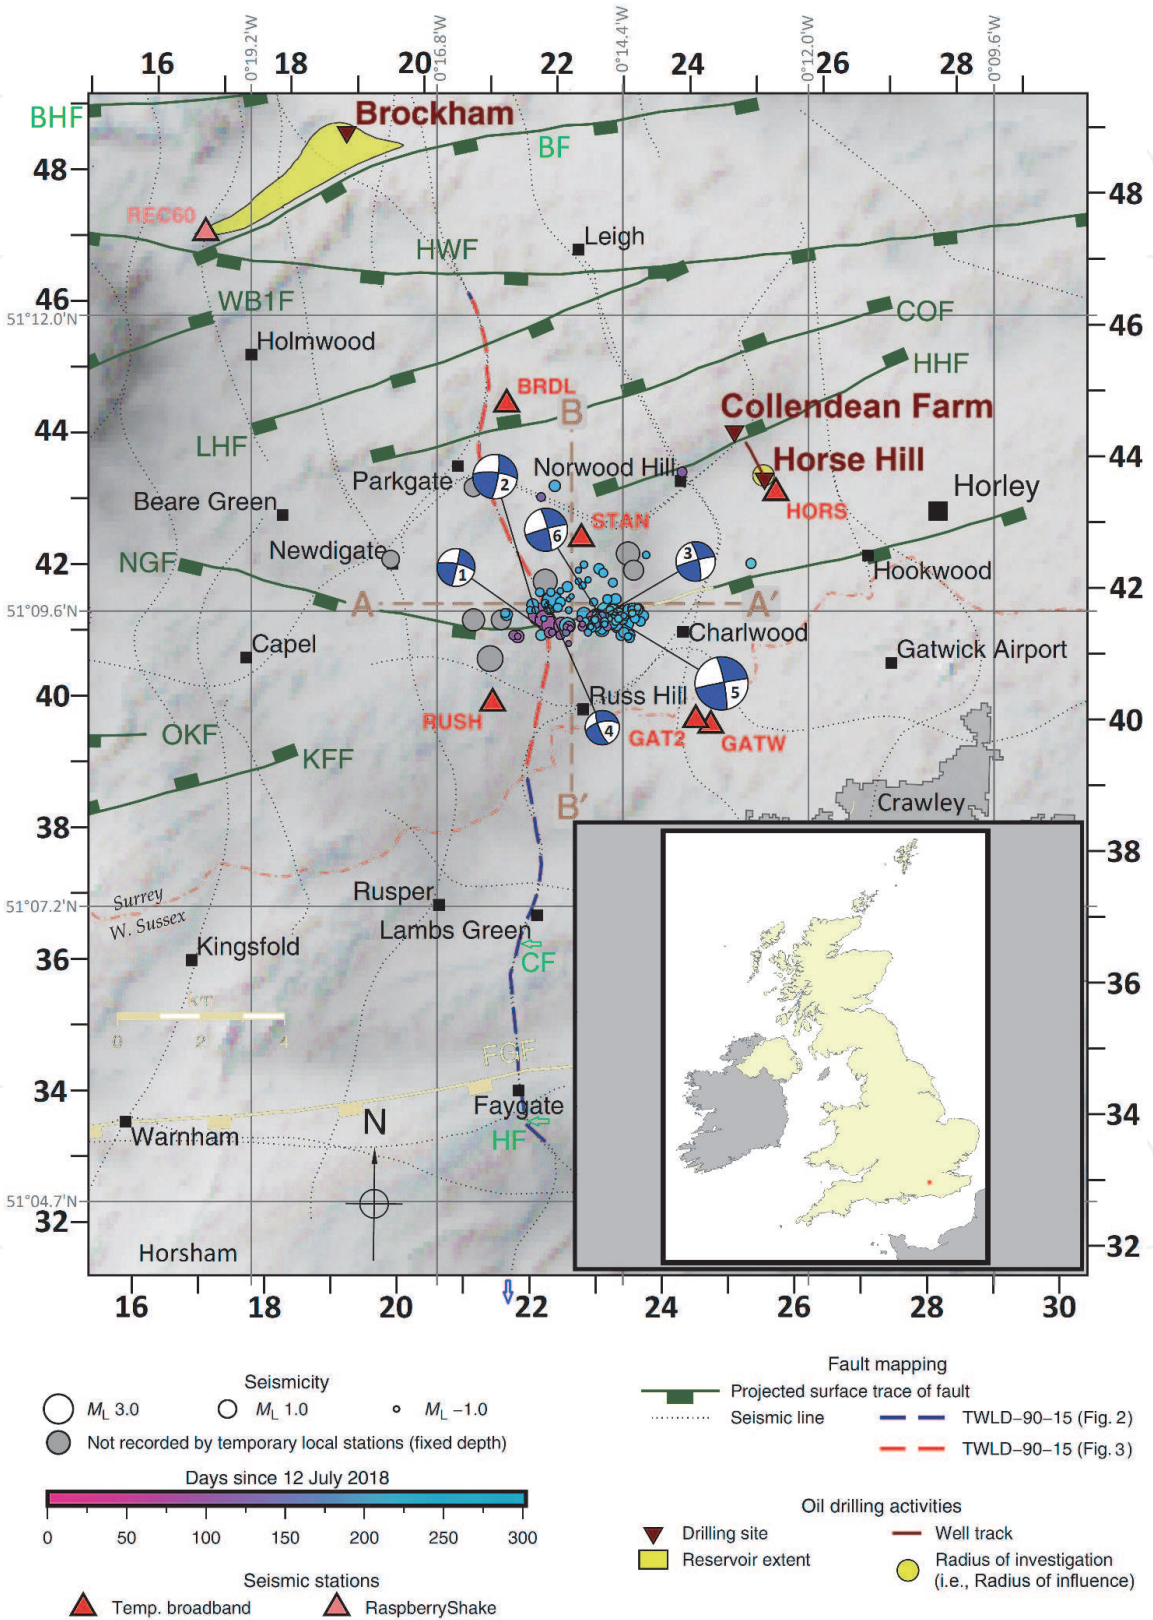 0°19.2'W
0°16.8'W
0°14.4'W
0°12.0'W
0°09.6'W
16 18 20 22 24 26 28
BHF
Brockham
BF
48
48
REC60
Leigh
HWF
46
WB1F
COF
51°12.0'N
46
Holmwood
HHF
BRDL
B
Collendean Farm
44
LHF
44
2
Norwood Hill
Horse Hill
Parkgate
Horley
Beare Green
HORS
STAN
6
3
Newdigate
42
NGF
1
Hookwood
42
A
A'
51°09.6'N
Charlwood
Capel
Gatwick Airport
5
40
Russ Hill
40
RUSH
4
GAT2
GATW
OKF
KFF
B'
Crawley
38
38
Rusper
Surrey
51°07.2'N
W. Sussex
Lambs Green
Kingsfold
36
CF
36
km
0 2 4
FGF
34
Faygate
34
N
Warnham
HF
51°04.7'N
32
Horsham
32
16 18 20 22 24 26 28 30
Seismicity
ML 3.0 ML 1.0 ML −1.0
Not recorded by temporary local stations (fixed depth)
Days since 12 July 2018
0 50 100 150 200 250 300
Seismic stations
Temp. broadband RaspberryShake
Fault mapping
Projected surface trace of fault
Seismic line
TWLD−90−15 (Fig. 2)
TWLD−90−15 (Fig. 3)
Oil drilling activities
Drilling site
Well track
Reservoir extent
Radius of investigation
(i.e., Radius of influence)